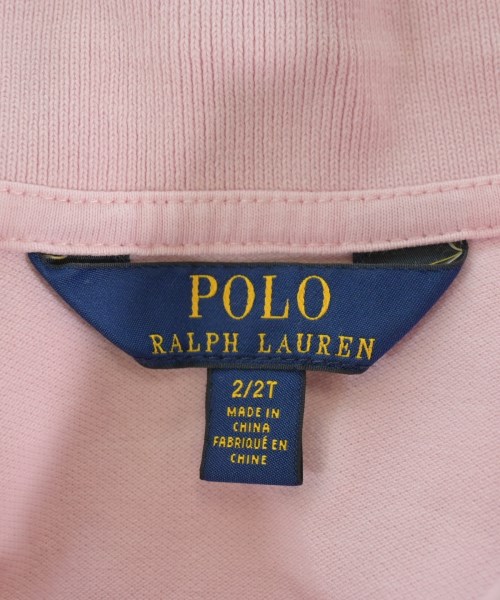 POLO
RALPH LAUREN
2/2T
MADE IN
CHINA
FABRIQUÉ EN
CHINE